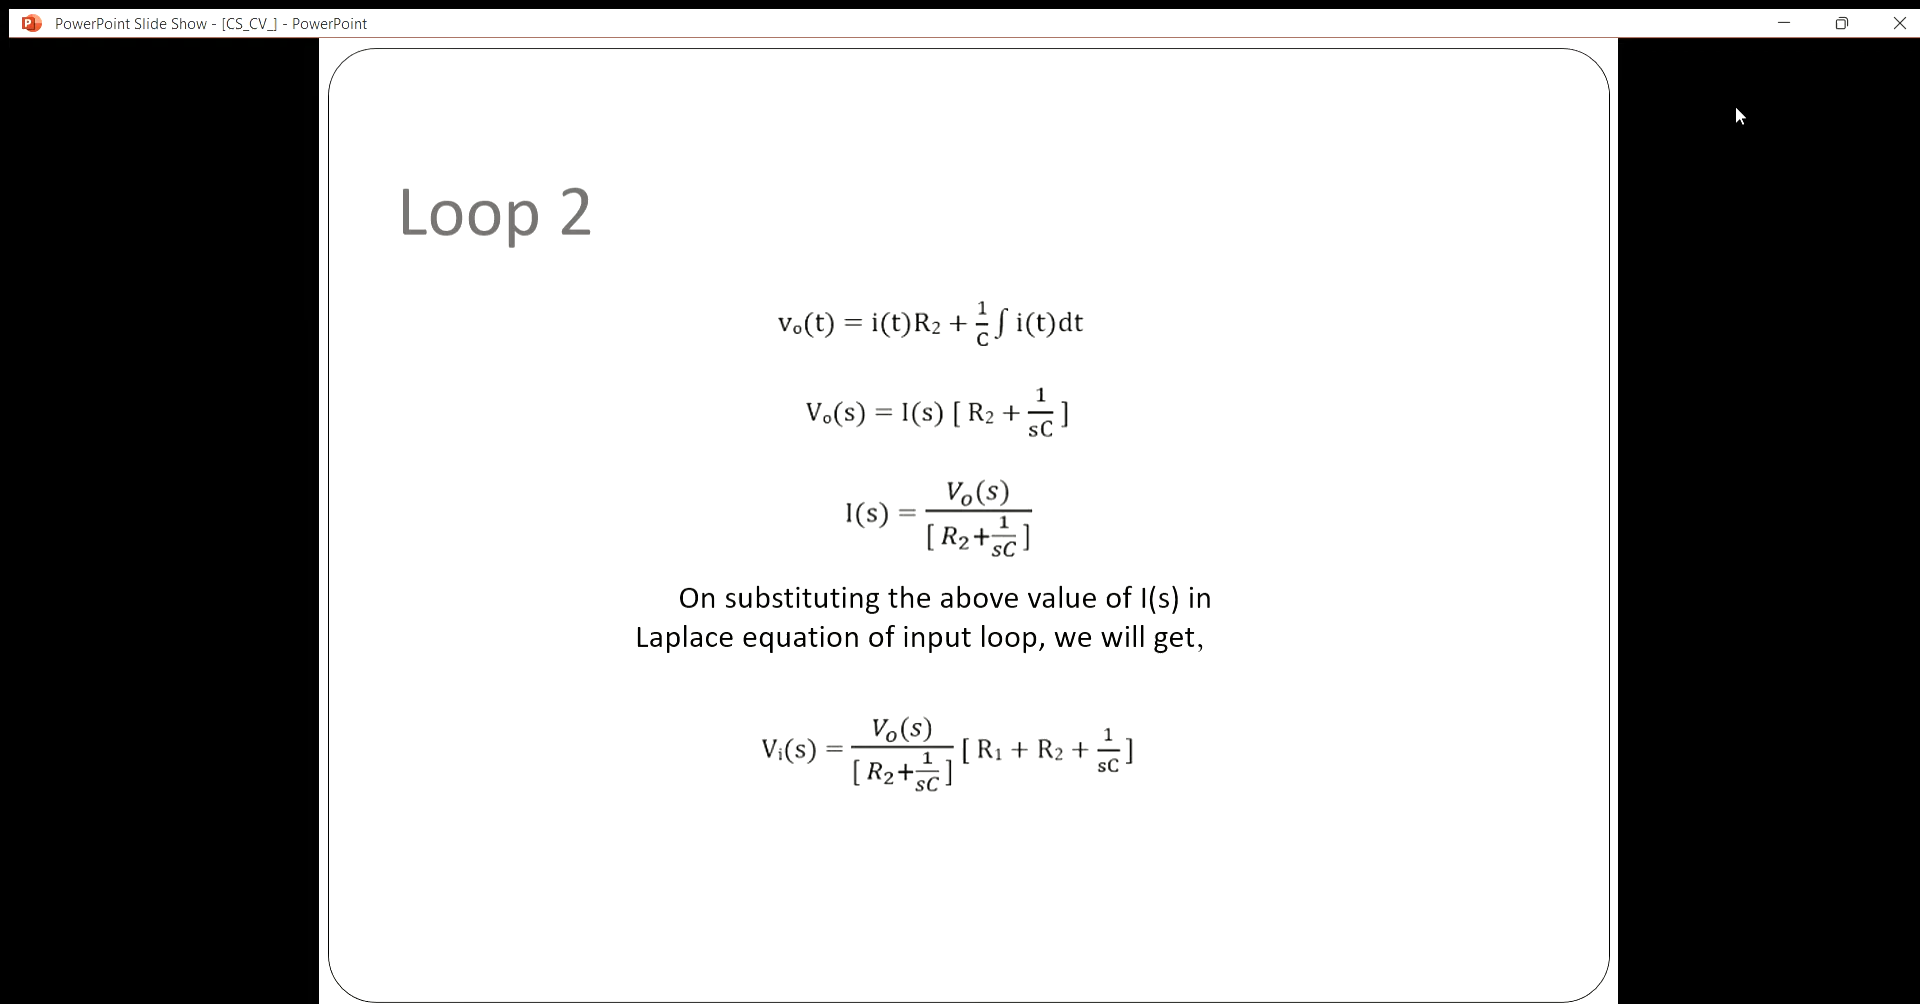 PowerPoint Slide Show - [CS_CV_] - PowerPoint
Loop 2
vₒ(t) = i(t)R₂ + 1/C ∫ i(t)dt
Vₒ(s) = I(s) [ R₂ + 1/sC ]
I(s) = Vₒ(s) / [ R₂+1/sC ]
On substituting the above value of I(s) in
Laplace equation of input loop, we will get,
Vᵢ(s) = Vₒ(s) / [ R₂+1/sC ] [ R₁ + R₂ + 1/sC ]